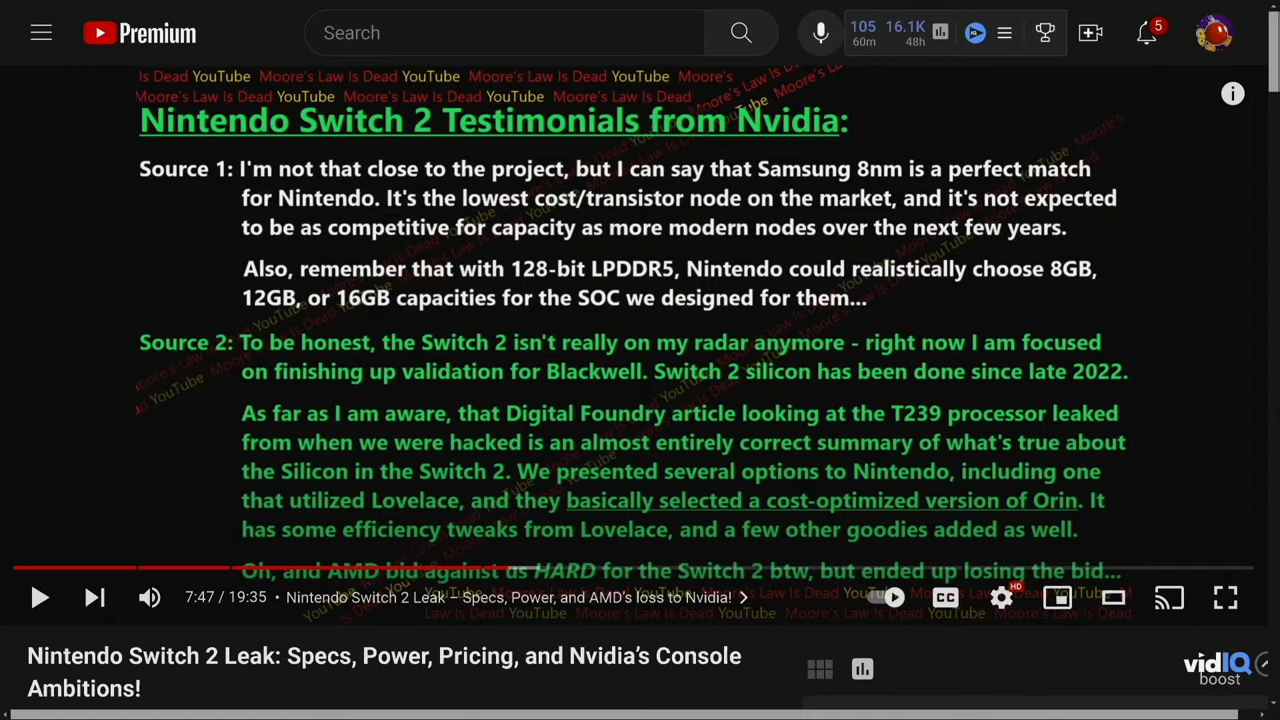 Premium
Search
105 16.1K
60m 48h
5
Is Dead YouTube Moore's Law Is Dead YouTube Moore's Law Is Dead YouTube Moore's
Moore's Law Is Dead YouTube Moore's Law Is Dead YouTube Moore's Law Is Dead
Nintendo Switch 2 Testimonials from Nvidia:
Source 1: I'm not that close to the project, but I can say that Samsung 8nm is a perfect match
for Nintendo. It's the lowest cost/transistor node on the market, and it's not expected
to be as competitive for capacity as more modern nodes over the next few years.
Also, remember that with 128-bit LPDDR5, Nintendo could realistically choose 8GB,
12GB, or 16GB capacities for the SOC we designed for them...
Source 2: To be honest, the Switch 2 isn't really on my radar anymore - right now I am focused
on finishing up validation for Blackwell. Switch 2 silicon has been done since late 2022.
As far as I am aware, that Digital Foundry article looking at the T239 processor leaked
from when we were hacked is an almost entirely correct summary of what's true about
the Silicon in the Switch 2. We presented several options to Nintendo, including one
that utilized Lovelace, and they basically selected a cost-optimized version of Orin. It
has some efficiency tweaks from Lovelace, and a few other goodies added as well.
Oh, and AMD bid against us HARD for the Switch 2 btw, but ended up losing the bid...
7:47 / 19:35 • Nintendo Switch 2 Leak – Specs, Power, and AMD's loss to Nvidia!
CC
HD
Nintendo Switch 2 Leak: Specs, Power, Pricing, and Nvidia's Console
Ambitions!
vidIQ
boost